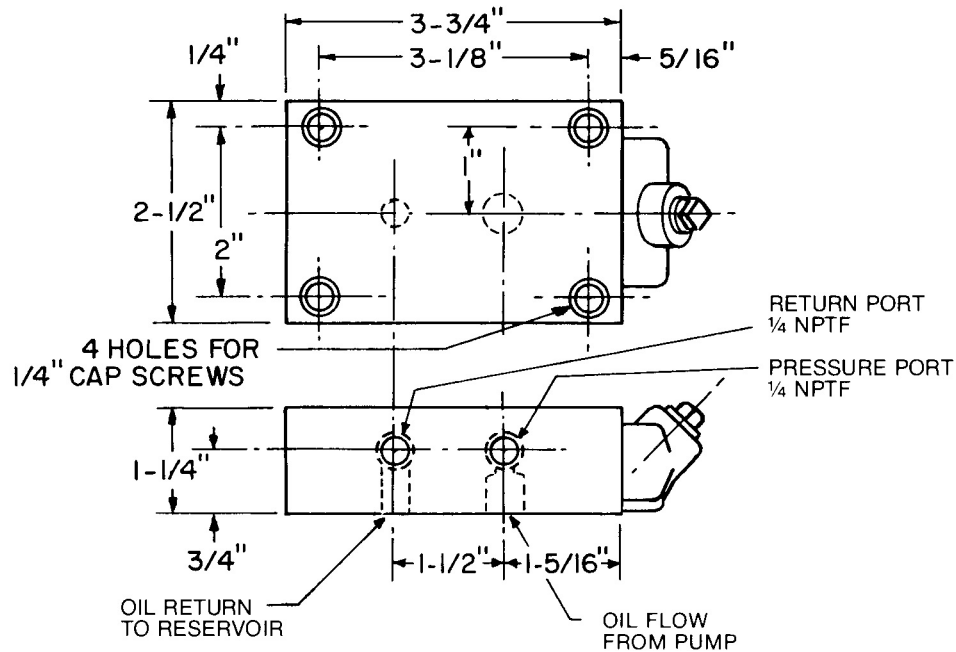 3-3/4"
1/4"
3-1/8"
5/16"
1"
2-1/2"
2"
RETURN PORT
¼ NPTF
4 HOLES FOR
1/4" CAP SCREWS
PRESSURE PORT
¼ NPTF
1-1/4"
3/4"
1-1/2"
1-5/16"
OIL RETURN
TO RESERVOIR
OIL FLOW
FROM PUMP